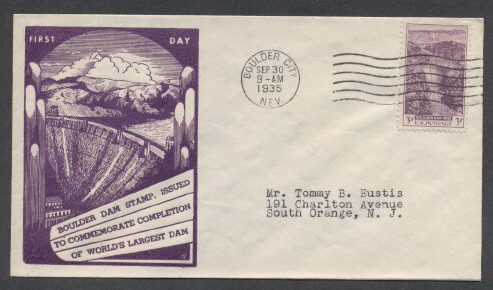 FIRST DAY
BOULDER DAM STAMP, ISSUED
TO COMMEMORATE COMPLETION
OF WORLD'S LARGEST DAM
BOULDER CITY
SEP 30
9-AM
1935
NEV.
3¢ 3¢
U.S. POSTAGE
Mr. Tommy B. Eustis
191 Charlton Avenue
South Orange, N. J.